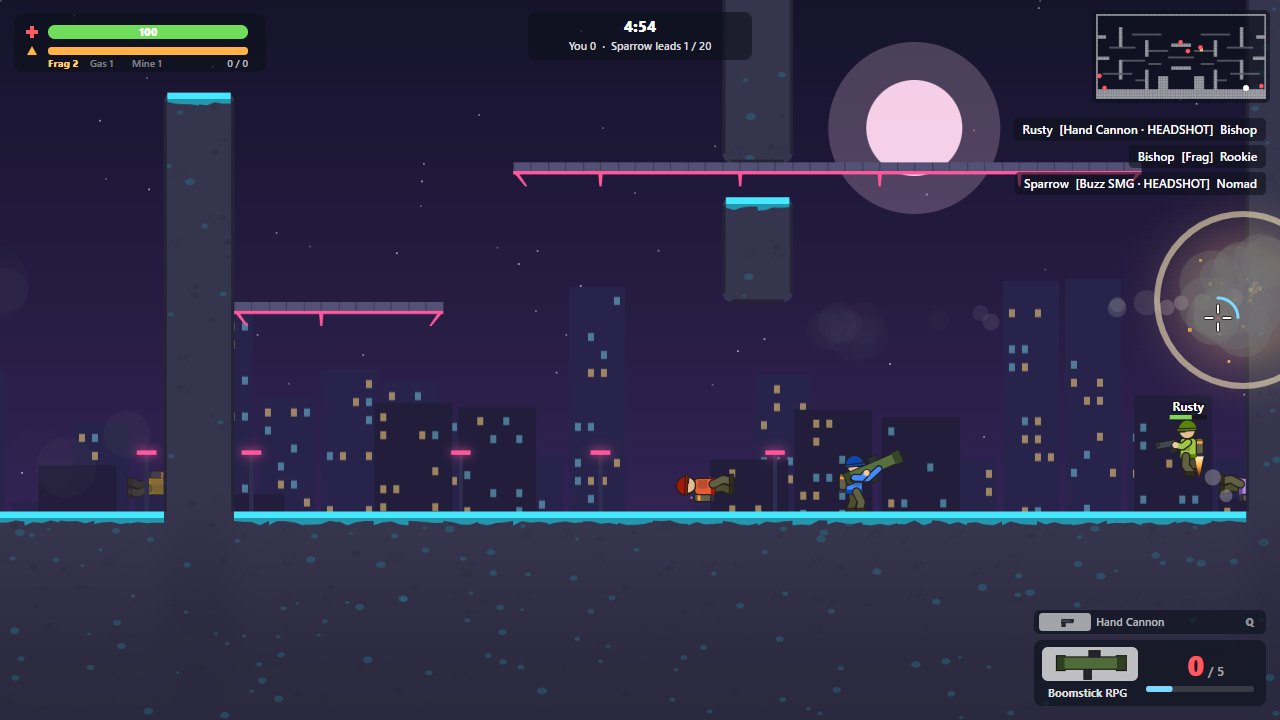 100
Frag 2 Gas 1 Mine 1 0 / 0
4:54
You 0 · Sparrow leads 1 / 20
Rusty [Hand Cannon · HEADSHOT] Bishop
Bishop [Frag] Rookie
Sparrow [Buzz SMG · HEADSHOT] Nomad
Rusty
Hand Cannon Q
0 / 5
Boomstick RPG